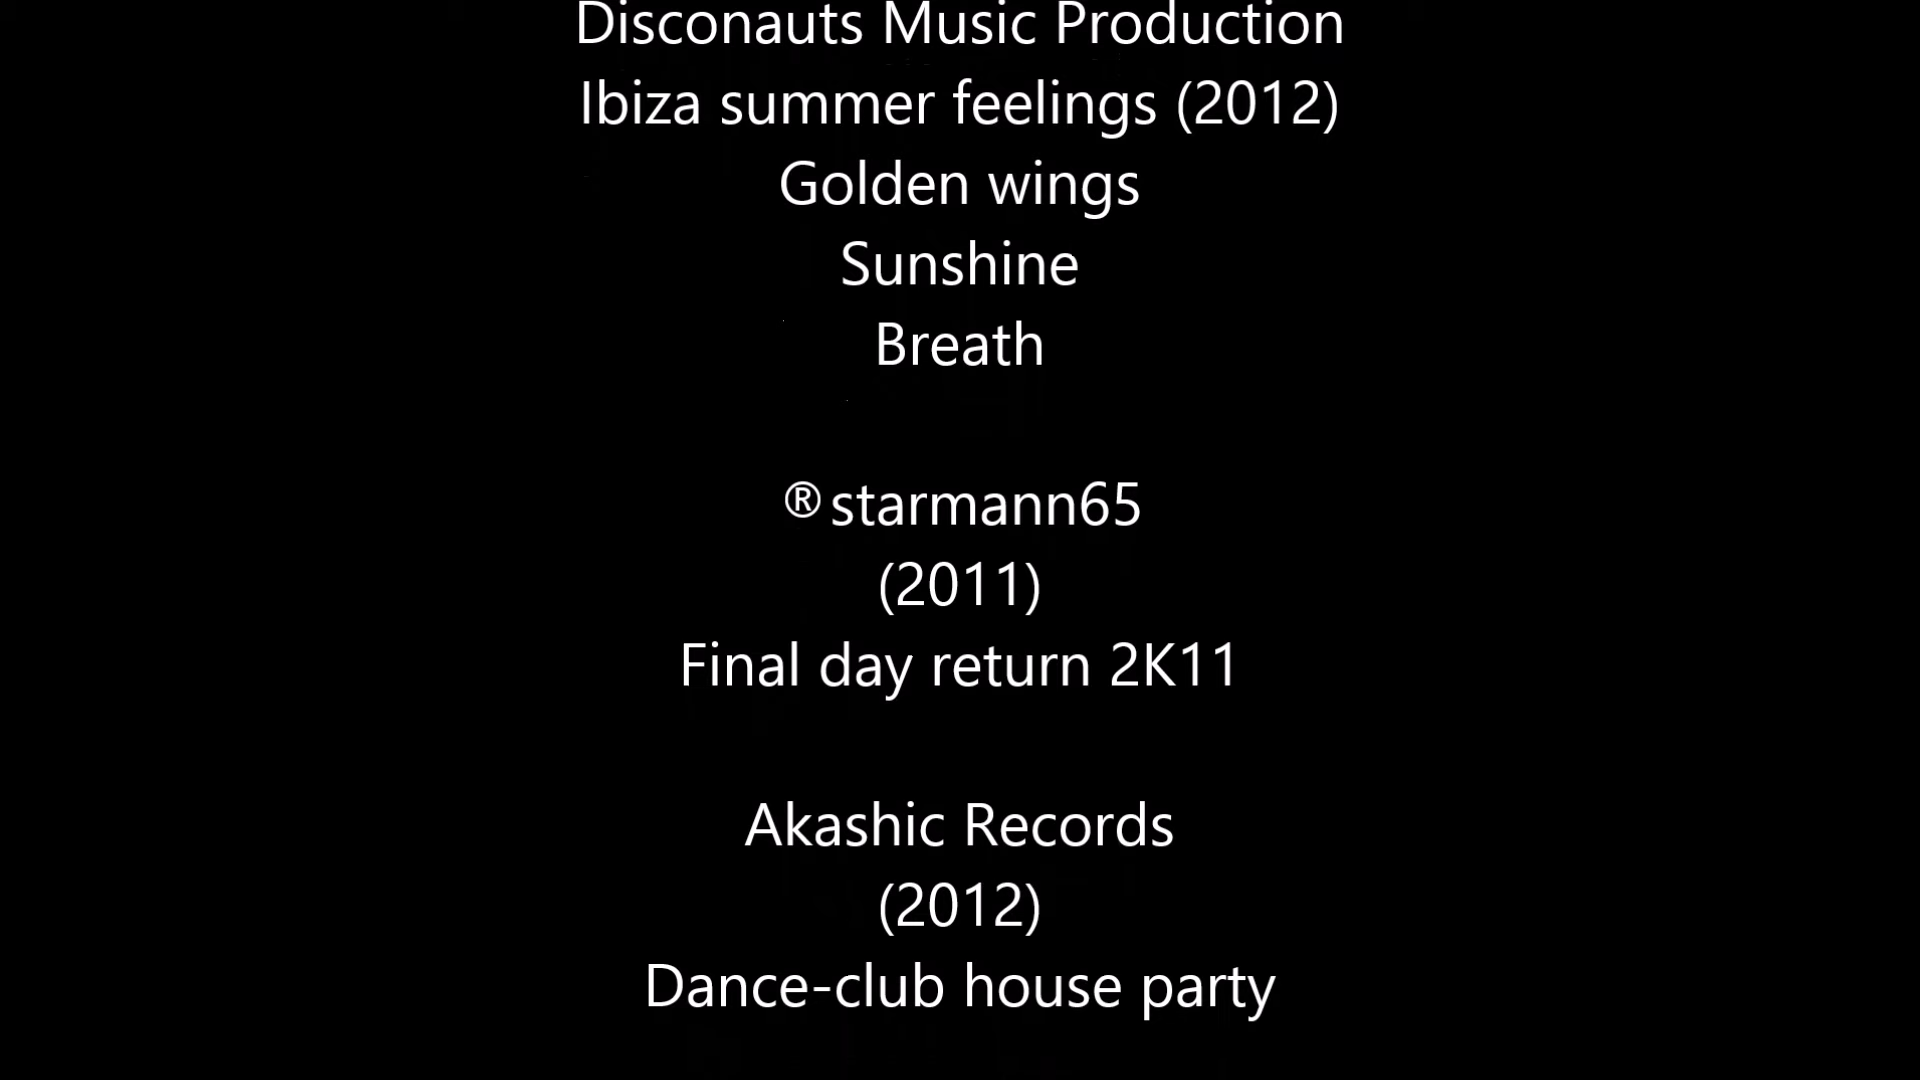 Disconauts Music Production
Ibiza summer feelings (2012)
Golden wings
Sunshine
Breath
®starmann65
(2011)
Final day return 2K11
Akashic Records
(2012)
Dance-club house party